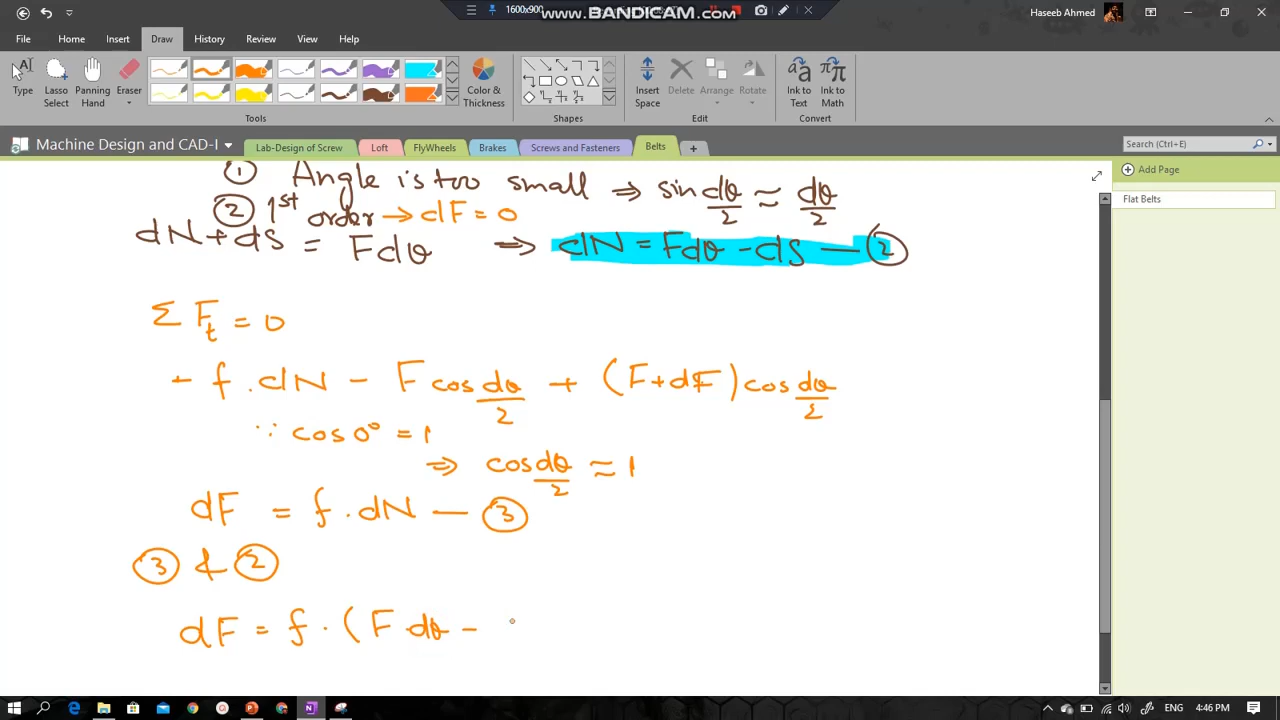 1600x900
www.BANDICAM.com
Haseeb Ahmed
File Home Insert Draw History Review View Help
Type
Lasso Select
Panning Hand
Eraser
Color & Thickness
Insert Space
Delete
Arrange
Rotate
Ink to Text
Ink to Math
Tools
Shapes
Edit
Convert
Machine Design and CAD-I
Lab-Design of Screw
Loft
FlyWheels
Brakes
Screws and Fasteners
Belts
Search (Ctrl+E)
Add Page
Flat Belts
① Angle is too small ⇒ sin dθ/2 ≈ dθ/2
② 1st order → dF = 0
dN + dS = Fdθ ⇒ dN = Fdθ - dS — ②
Σ Ft = 0
- f . dN - F cos dθ/2 + (F+dF) cos dθ/2
∵ cos 0° = 1
⇒ cos dθ/2 ≈ 1
dF = f . dN — ③
③ & ②
dF = f . (F . dθ -
ENG 4:46 PM